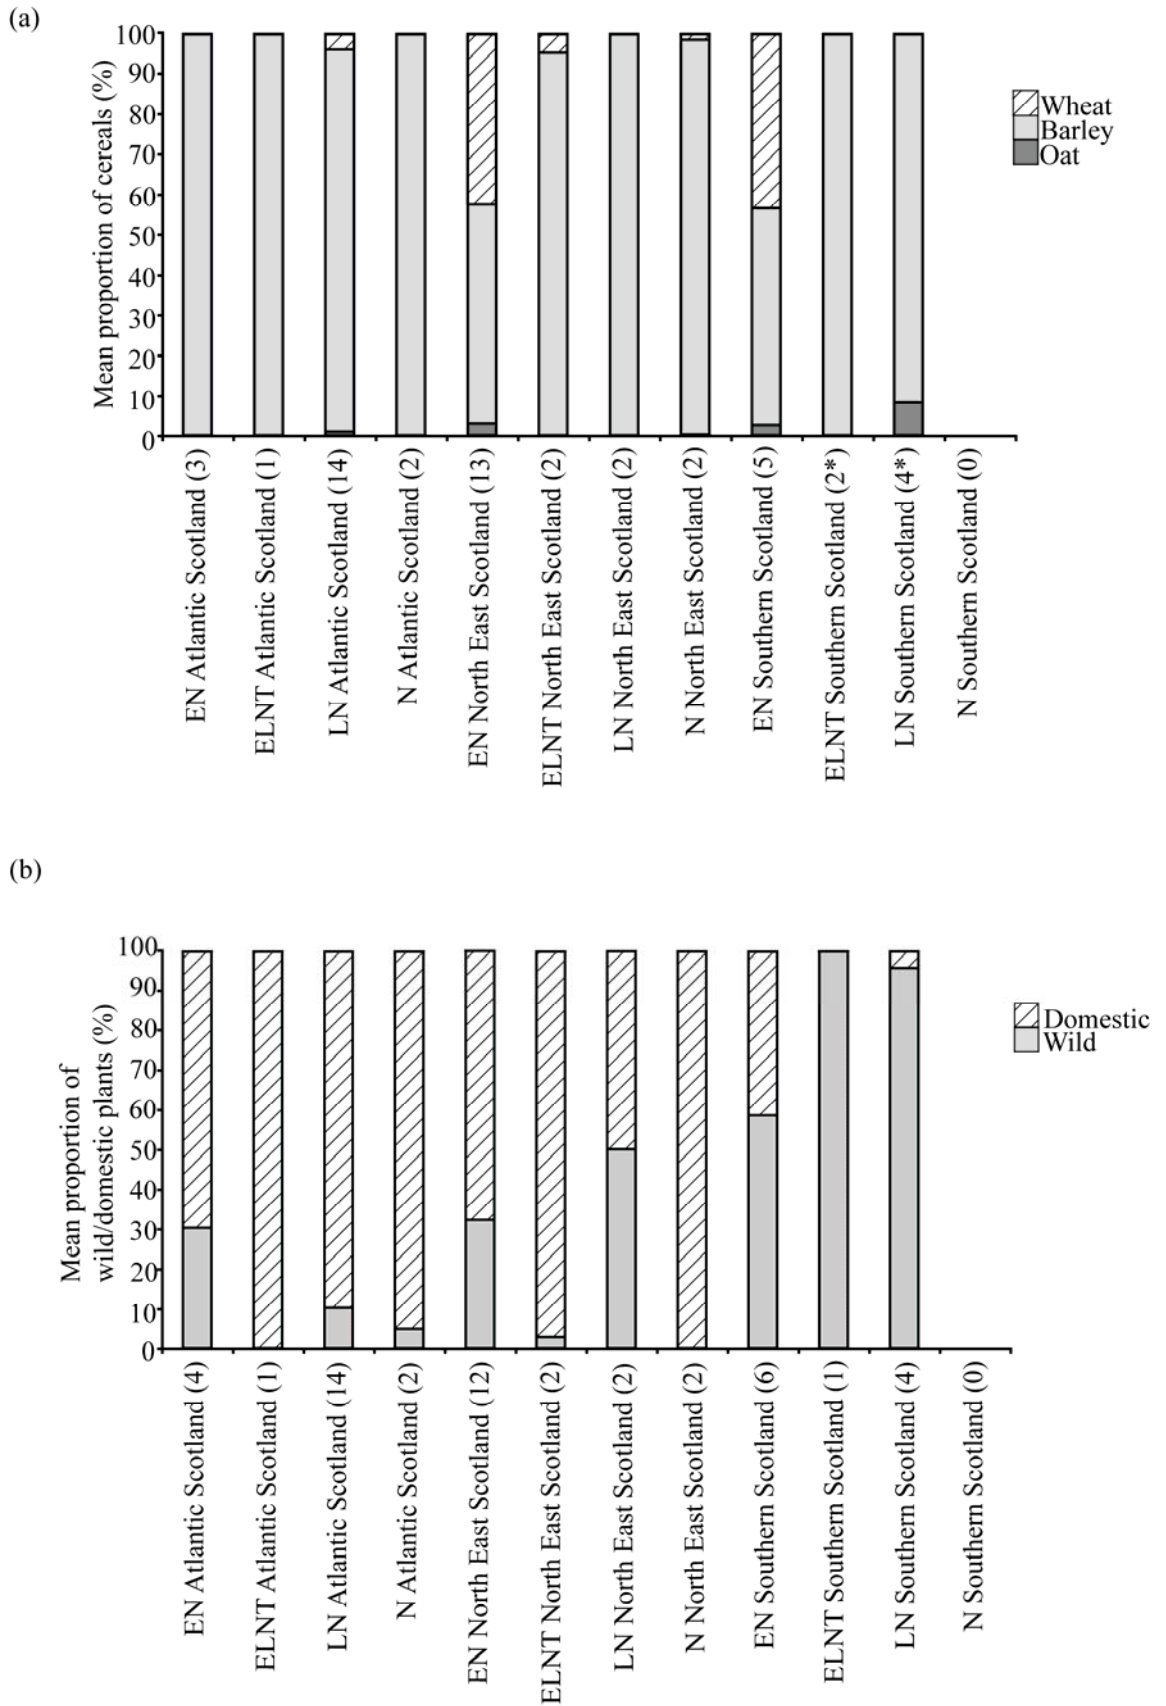 (a)
Mean proportion of cereals (%)
100
90
80
70
60
50
40
30
20
10
0
Wheat
Barley
Oat
EN Atlantic Scotland (3)
ELNT Atlantic Scotland (1)
LN Atlantic Scotland (14)
N Atlantic Scotland (2)
EN North East Scotland (13)
ELNT North East Scotland (2)
LN North East Scotland (2)
N North East Scotland (2)
EN Southern Scotland (5)
ELNT Southern Scotland (2*)
LN Southern Scotland (4*)
N Southern Scotland (0)
(b)
Mean proportion of
wild/domestic plants (%)
100
90
80
70
60
50
40
30
20
10
0
Domestic
Wild
EN Atlantic Scotland (4)
ELNT Atlantic Scotland (1)
LN Atlantic Scotland (14)
N Atlantic Scotland (2)
EN North East Scotland (12)
ELNT North East Scotland (2)
LN North East Scotland (2)
N North East Scotland (2)
EN Southern Scotland (6)
ELNT Southern Scotland (1)
LN Southern Scotland (4)
N Southern Scotland (0)